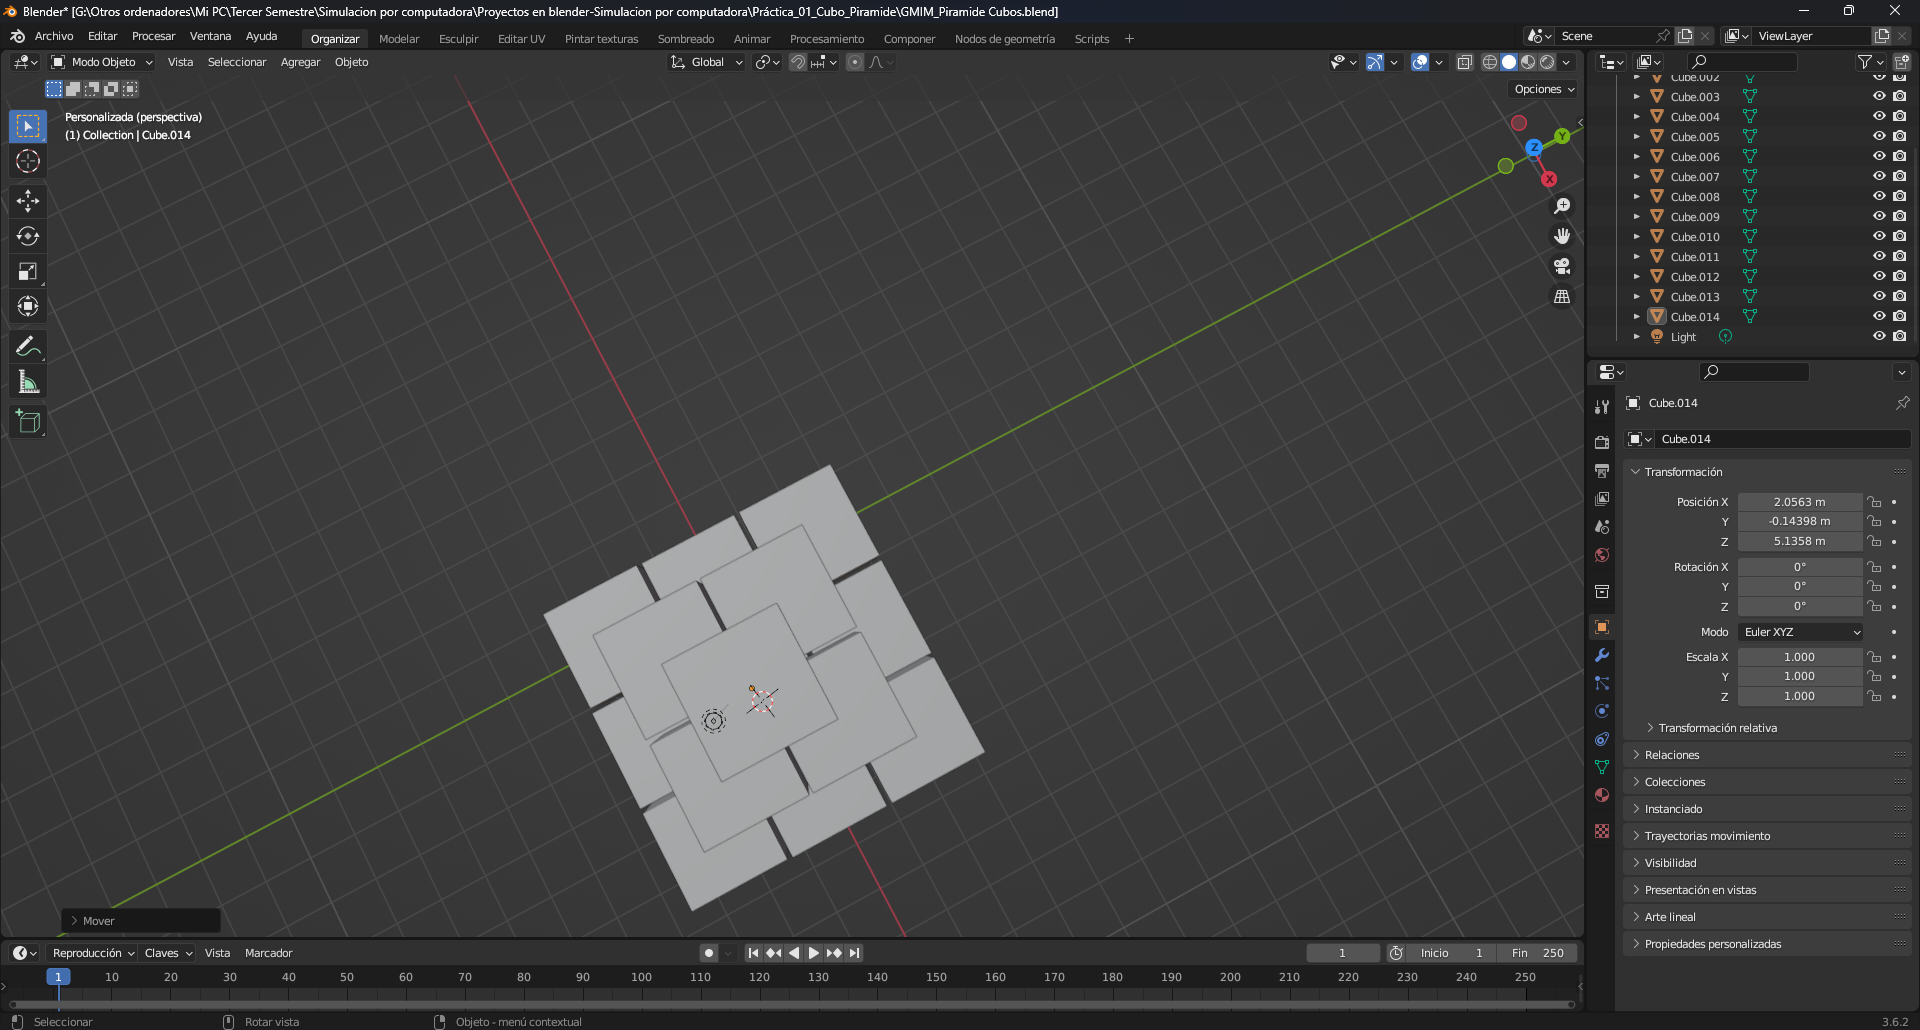 Blender* [G:\Otros ordenadores\Mi PC\Tercer Semestre\Simulacion por computadora\Proyectos en blender-Simulacion por computadora\Práctica_01_Cubo_Piramide\GMIM_Piramide Cubos.blend]
Archivo Editar Procesar Ventana Ayuda Organizar Modelar Esculpir Editar UV Pintar texturas Sombreado Animar Procesamiento Componer Nodos de geometría Scripts + Scene ViewLayer
Modo Objeto Vista Seleccionar Agregar Objeto Global
Opciones
Personalizada (perspectiva)
(1) Collection | Cube.014
Y
Z
X
Cube.002
Cube.003
Cube.004
Cube.005
Cube.006
Cube.007
Cube.008
Cube.009
Cube.010
Cube.011
Cube.012
Cube.013
Cube.014
Light
Cube.014
Cube.014
Transformación
Posición X 2.0563 m
Y -0.14398 m
Z 5.1358 m
Rotación X 0°
Y 0°
Z 0°
Modo Euler XYZ
Escala X 1.000
Y 1.000
Z 1.000
Transformación relativa
Relaciones
Colecciones
Instanciado
Trayectorias movimiento
Visibilidad
Presentación en vistas
Arte lineal
Propiedades personalizadas
Mover
Reproducción Claves Vista Marcador 1 Inicio 1 Fin 250
1 10 20 30 40 50 60 70 80 90 100 110 120 130 140 150 160 170 180 190 200 210 220 230 240 250
Seleccionar Rotar vista Objeto - menú contextual 3.6.2